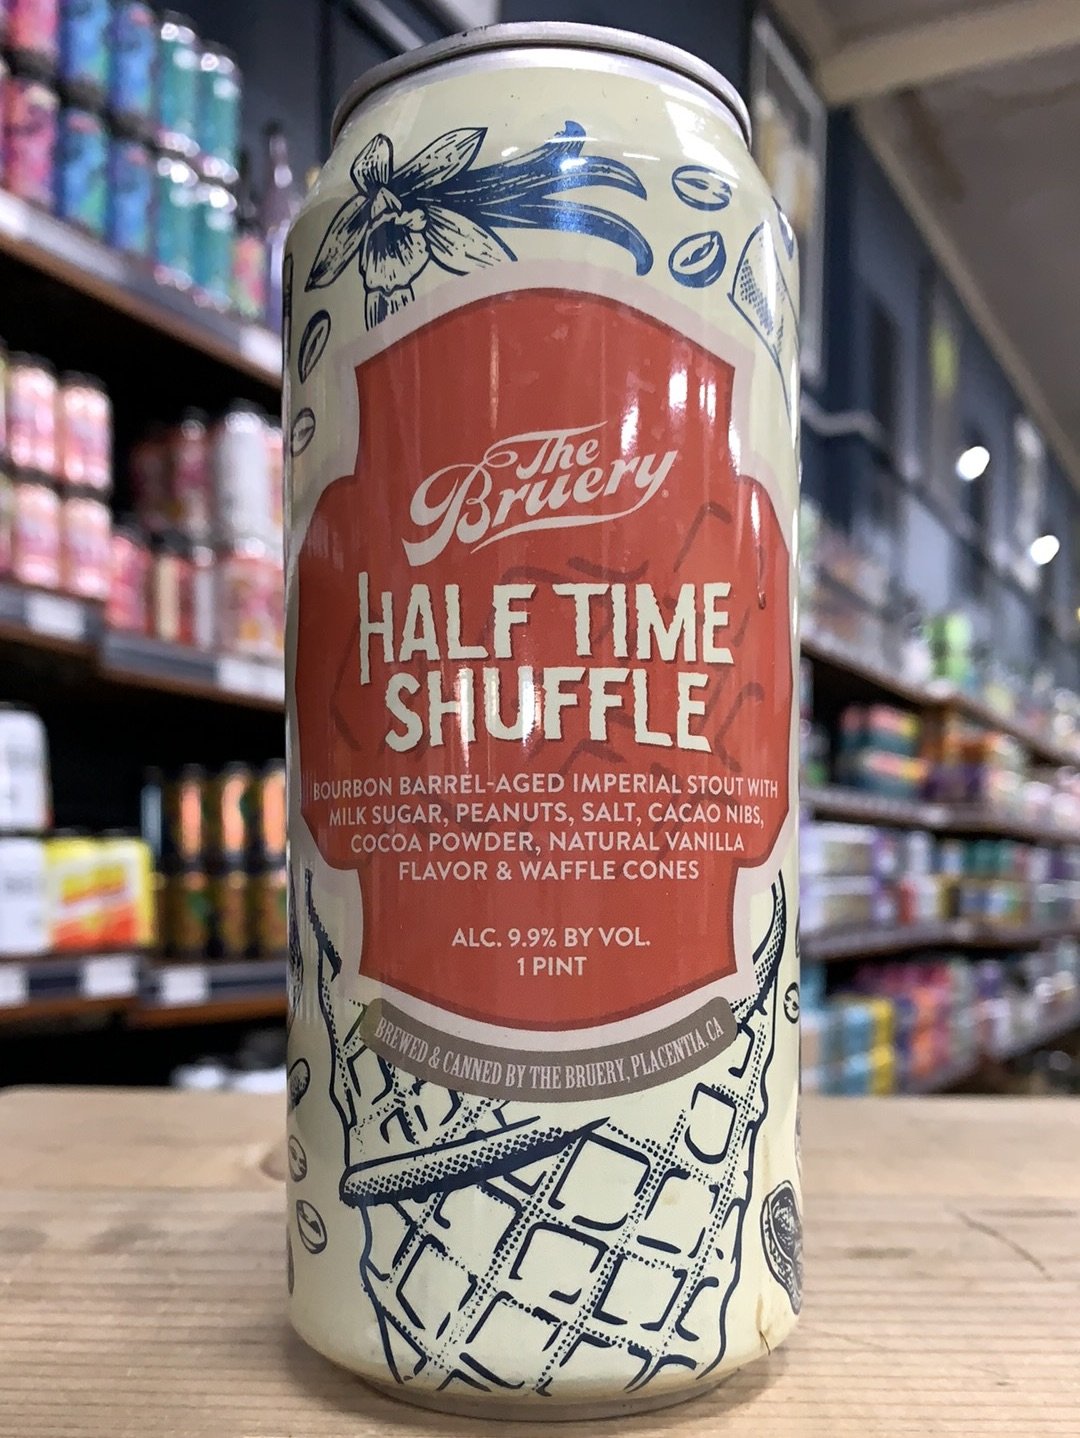 The
Bruery
HALF TIME
SHUFFLE
BOURBON BARREL-AGED IMPERIAL STOUT WITH
MILK SUGAR, PEANUTS, SALT, CACAO NIBS,
COCOA POWDER, NATURAL VANILLA
FLAVOR & WAFFLE CONES
ALC. 9.9% BY VOL.
1 PINT
BREWED & CANNED BY THE BRUERY, PLACENTIA, CA